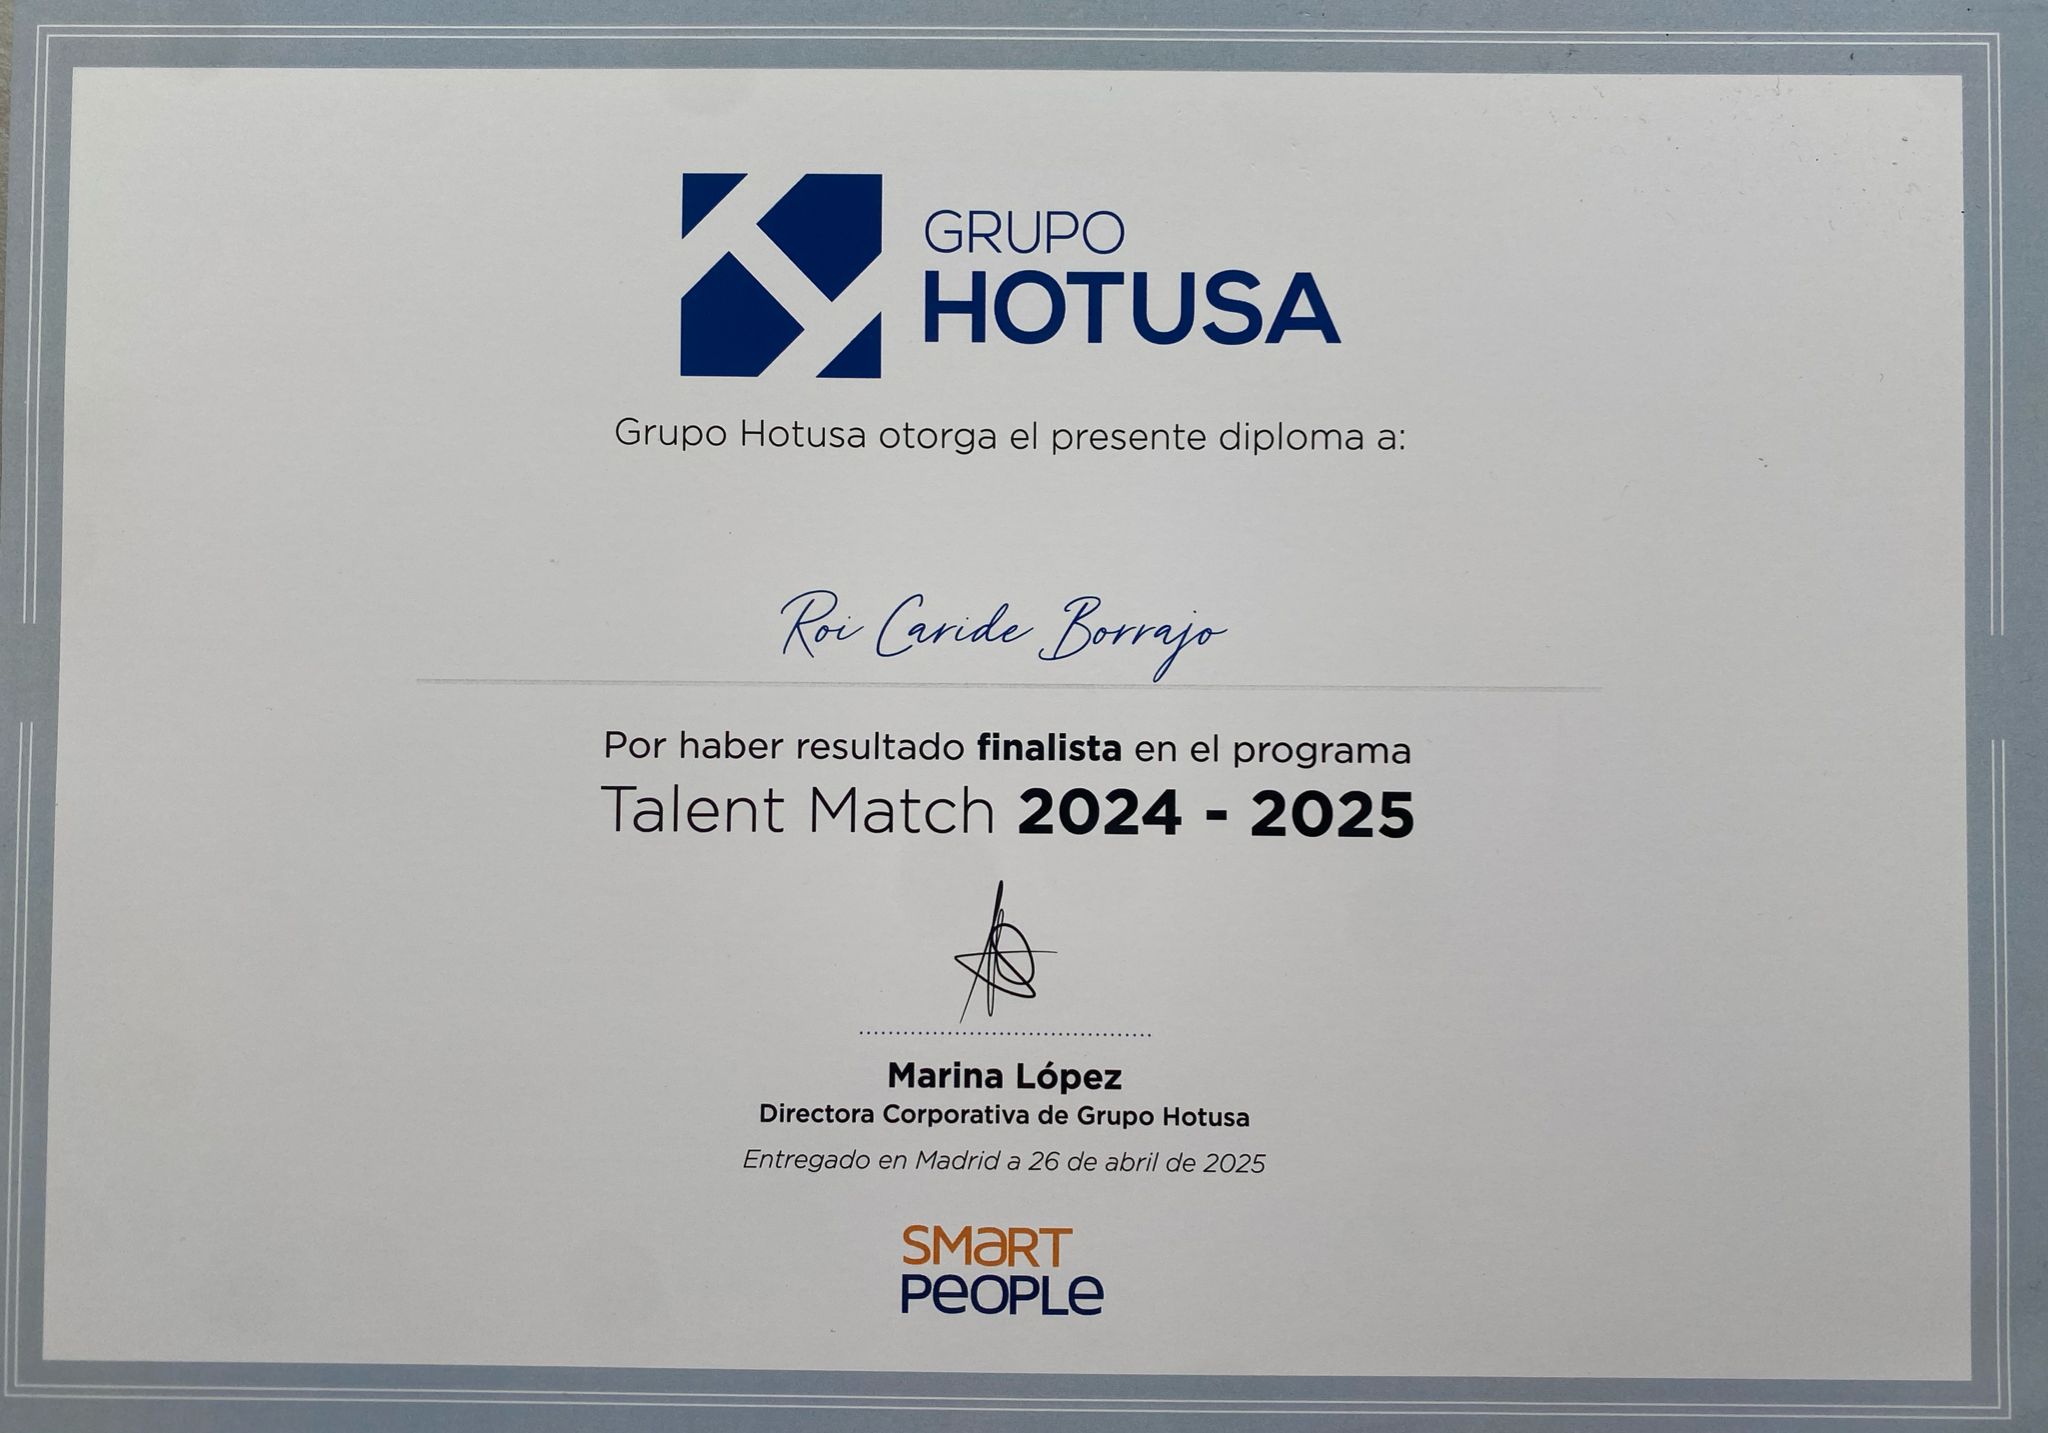 GRUPO
HOTUSA
Grupo Hotusa otorga el presente diploma a:
Roi Caride Borrajo
Por haber resultado finalista en el programa
Talent Match 2024 - 2025
Marina López
Directora Corporativa de Grupo Hotusa
Entregado en Madrid a 26 de abril de 2025
SMaRT
PeOPLe